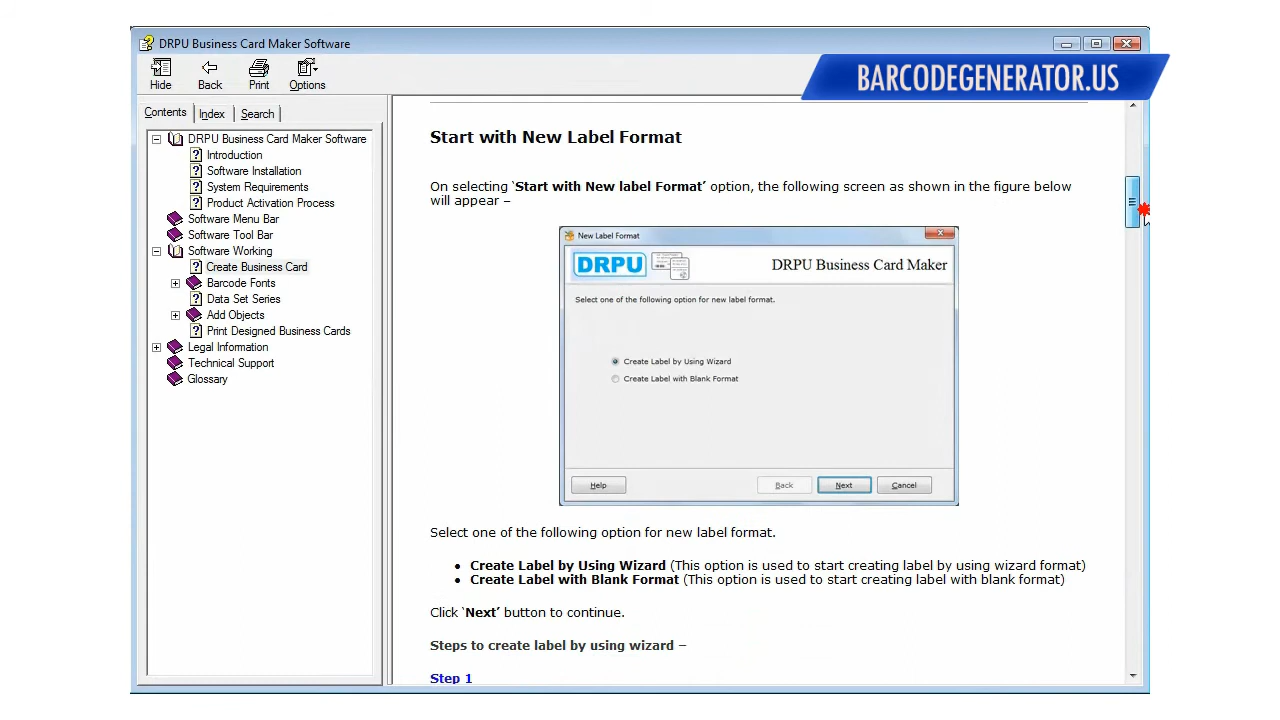 DRPU Business Card Maker Software
Hide
Back
Print
Options
BARCODEGENERATOR.US
Contents
Index
Search
DRPU Business Card Maker Software
Introduction
Software Installation
System Requirements
Product Activation Process
Software Menu Bar
Software Tool Bar
Software Working
Create Business Card
Barcode Fonts
Data Set Series
Add Objects
Print Designed Business Cards
Legal Information
Technical Support
Glossary
Start with New Label Format
On selecting ‘Start with New label Format’ option, the following screen as shown in the figure below
will appear –
New Label Format
DRPU
DRPU Business Card Maker
Select one of the following option for new label format.
Create Label by Using Wizard
Create Label with Blank Format
Help
Back
Next
Cancel
Select one of the following option for new label format.
• Create Label by Using Wizard (This option is used to start creating label by using wizard format)
• Create Label with Blank Format (This option is used to start creating label with blank format)
Click ‘Next’ button to continue.
Steps to create label by using wizard –
Step 1